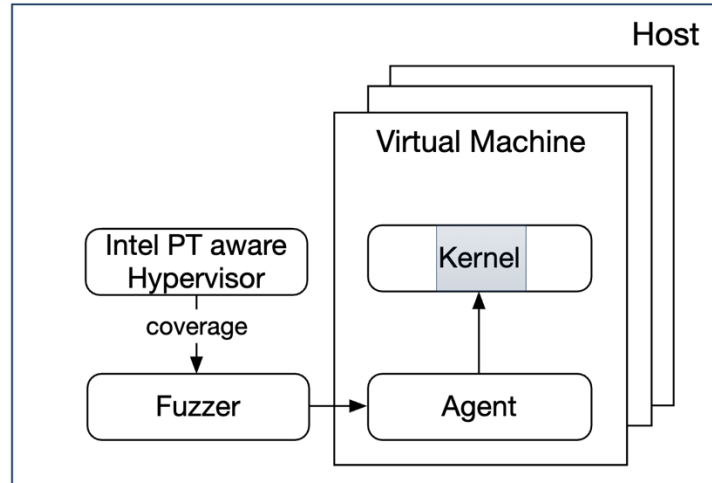 Host
Virtual Machine
Intel PT aware
Hypervisor
Kernel
coverage
Fuzzer
Agent